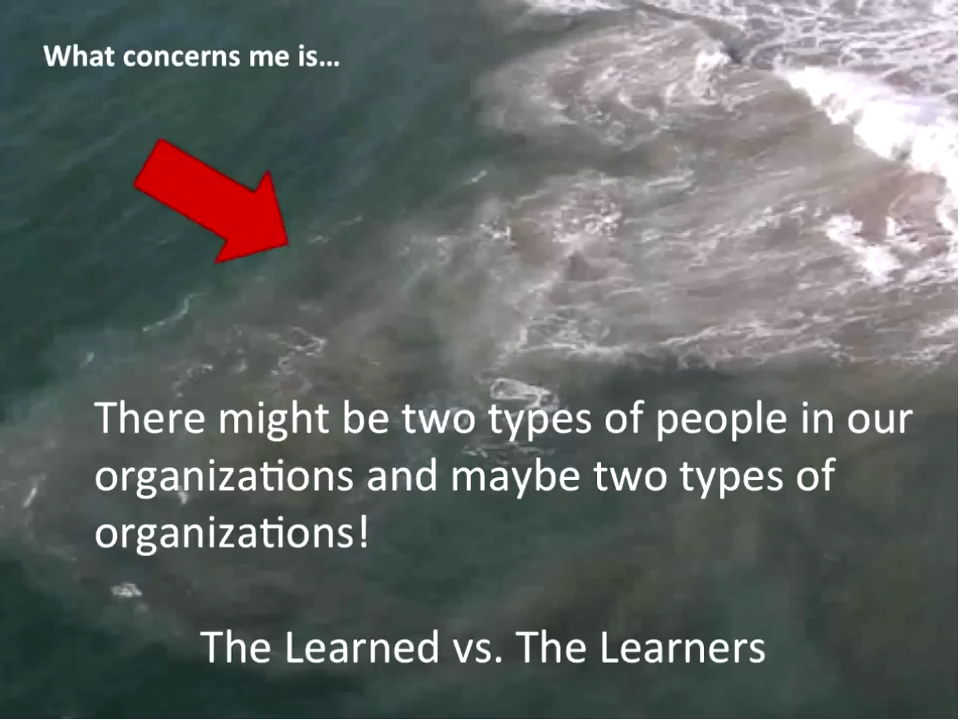 What concerns me is…
There might be two types of people in our
organizations and maybe two types of
organizations!
The Learned vs. The Learners